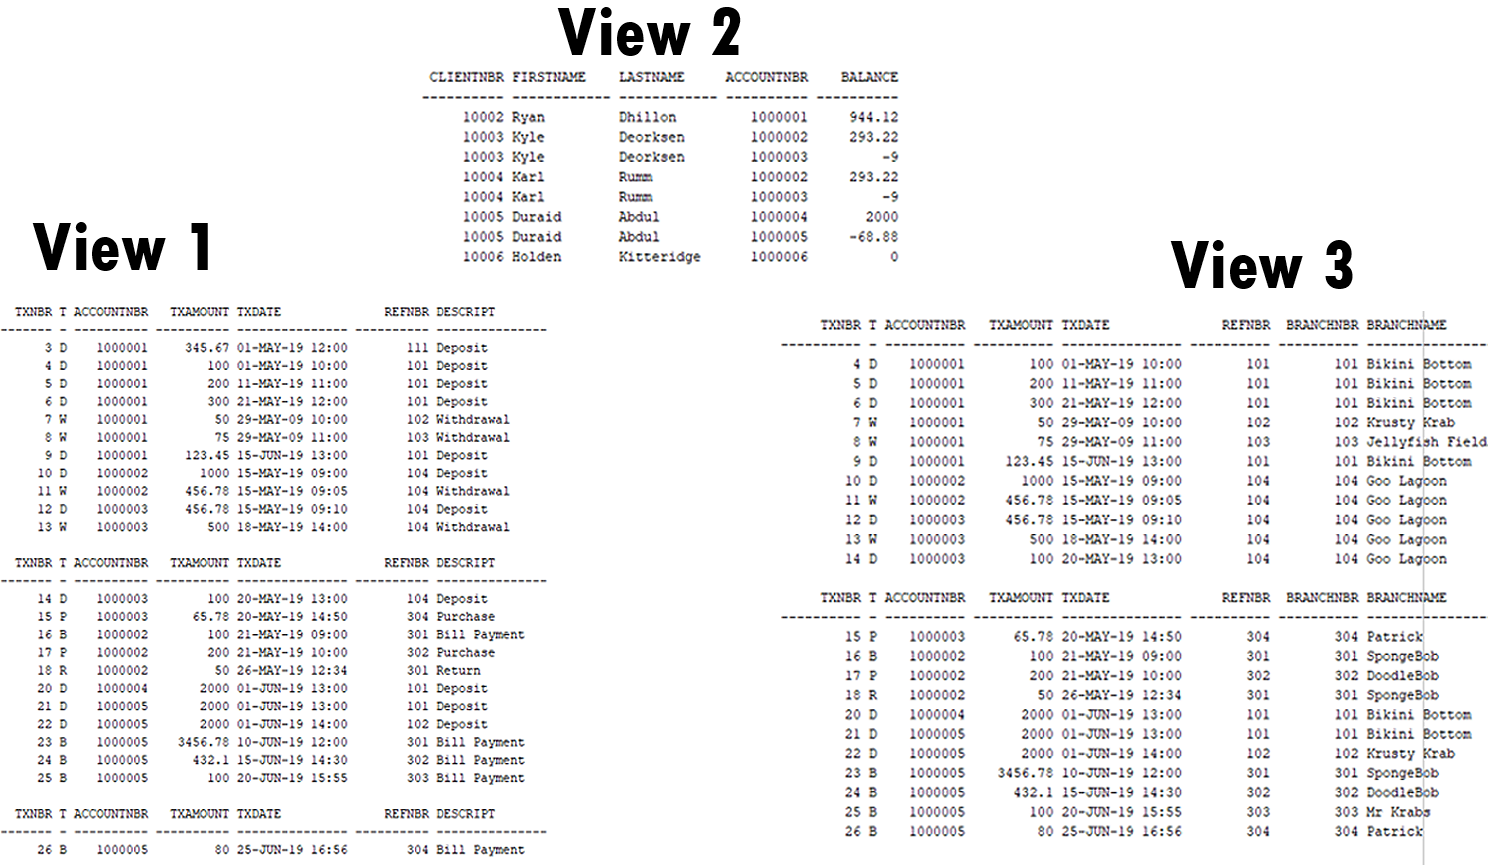 View 2
CLIENTNBR FIRSTNAME LASTNAME ACCOUNTNBR BALANCE
---------- ------------ ------------ ---------- ----------
10002 Ryan Dhillon 1000001 944.12
10003 Kyle Deorksen 1000002 293.22
10003 Kyle Deorksen 1000003 -9
10004 Karl Rumm 1000002 293.22
10004 Karl Rumm 1000003 -9
10005 Duraid Abdul 1000004 2000
10005 Duraid Abdul 1000005 -68.88
10006 Holden Kitteridge 1000006 0
View 1
TXNBR T ACCOUNTNBR TXAMOUNT TXDATE REFNBR DESCRIPT
------- - ---------- ---------- --------------- ---------- ---------------
3 D 1000001 345.67 01-MAY-19 12:00 111 Deposit
4 D 1000001 100 01-MAY-19 10:00 101 Deposit
5 D 1000001 200 11-MAY-19 11:00 101 Deposit
6 D 1000001 300 21-MAY-19 12:00 101 Deposit
7 W 1000001 50 29-MAY-09 10:00 102 Withdrawal
8 W 1000001 75 29-MAY-09 11:00 103 Withdrawal
9 D 1000001 123.45 15-JUN-19 13:00 101 Deposit
10 D 1000002 1000 15-MAY-19 09:00 104 Deposit
11 W 1000002 456.78 15-MAY-19 09:05 104 Withdrawal
12 D 1000003 456.78 15-MAY-19 09:10 104 Deposit
13 W 1000003 500 18-MAY-19 14:00 104 Withdrawal
TXNBR T ACCOUNTNBR TXAMOUNT TXDATE REFNBR DESCRIPT
------- - ---------- ---------- --------------- ---------- ---------------
14 D 1000003 100 20-MAY-19 13:00 104 Deposit
15 P 1000003 65.78 20-MAY-19 14:50 304 Purchase
16 B 1000002 100 21-MAY-19 09:00 301 Bill Payment
17 P 1000002 200 21-MAY-19 10:00 302 Purchase
18 R 1000002 50 26-MAY-19 12:34 301 Return
20 D 1000004 2000 01-JUN-19 13:00 101 Deposit
21 D 1000005 2000 01-JUN-19 13:00 101 Deposit
22 D 1000005 2000 01-JUN-19 14:00 102 Deposit
23 B 1000005 3456.78 10-JUN-19 12:00 301 Bill Payment
24 B 1000005 432.1 15-JUN-19 14:30 302 Bill Payment
25 B 1000005 100 20-JUN-19 15:55 303 Bill Payment
TXNBR T ACCOUNTNBR TXAMOUNT TXDATE REFNBR DESCRIPT
------- - ---------- ---------- --------------- ---------- ---------------
26 B 1000005 80 25-JUN-19 16:56 304 Bill Payment
View 3
TXNBR T ACCOUNTNBR TXAMOUNT TXDATE REFNBR BRANCHNBR BRANCHNAME
---------- - ---------- ---------- --------------- ---------- ---------- ---------------
4 D 1000001 100 01-MAY-19 10:00 101 101 Bikini Bottom
5 D 1000001 200 11-MAY-19 11:00 101 101 Bikini Bottom
6 D 1000001 300 21-MAY-19 12:00 101 101 Bikini Bottom
7 W 1000001 50 29-MAY-09 10:00 102 102 Krusty Krab
8 W 1000001 75 29-MAY-09 11:00 103 103 Jellyfish Field
9 D 1000001 123.45 15-JUN-19 13:00 101 101 Bikini Bottom
10 D 1000002 1000 15-MAY-19 09:00 104 104 Goo Lagoon
11 W 1000002 456.78 15-MAY-19 09:05 104 104 Goo Lagoon
12 D 1000003 456.78 15-MAY-19 09:10 104 104 Goo Lagoon
13 W 1000003 500 18-MAY-19 14:00 104 104 Goo Lagoon
14 D 1000003 100 20-MAY-19 13:00 104 104 Goo Lagoon
TXNBR T ACCOUNTNBR TXAMOUNT TXDATE REFNBR BRANCHNBR BRANCHNAME
---------- - ---------- ---------- --------------- ---------- ---------- ---------------
15 P 1000003 65.78 20-MAY-19 14:50 304 304 Patrick
16 B 1000002 100 21-MAY-19 09:00 301 301 SpongeBob
17 P 1000002 200 21-MAY-19 10:00 302 302 DoodleBob
18 R 1000002 50 26-MAY-19 12:34 301 301 SpongeBob
20 D 1000004 2000 01-JUN-19 13:00 101 101 Bikini Bottom
21 D 1000005 2000 01-JUN-19 13:00 101 101 Bikini Bottom
22 D 1000005 2000 01-JUN-19 14:00 102 102 Krusty Krab
23 B 1000005 3456.78 10-JUN-19 12:00 301 301 SpongeBob
24 B 1000005 432.1 15-JUN-19 14:30 302 302 DoodleBob
25 B 1000005 100 20-JUN-19 15:55 303 303 Mr Krabs
26 B 1000005 80 25-JUN-19 16:56 304 304 Patrick